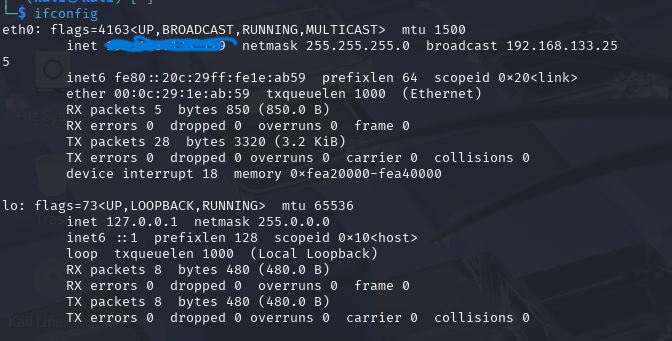 └─$ ifconfig
eth0: flags=4163<UP,BROADCAST,RUNNING,MULTICAST>  mtu 1500
        inet 9  netmask 255.255.255.0  broadcast 192.168.133.25
5
        inet6 fe80::20c:29ff:fe1e:ab59  prefixlen 64  scopeid 0×20<link>
        ether 00:0c:29:1e:ab:59  txqueuelen 1000  (Ethernet)
        RX packets 5  bytes 850 (850.0 B)
        RX errors 0  dropped 0  overruns 0  frame 0
        TX packets 28  bytes 3320 (3.2 KiB)
        TX errors 0  dropped 0 overruns 0  carrier 0  collisions 0
        device interrupt 18  memory 0×fea20000-fea40000

lo: flags=73<UP,LOOPBACK,RUNNING>  mtu 65536
        inet 127.0.0.1  netmask 255.0.0.0
        inet6 ::1  prefixlen 128  scopeid 0×10<host>
        loop  txqueuelen 1000  (Local Loopback)
        RX packets 8  bytes 480 (480.0 B)
        RX errors 0  dropped 0  overruns 0  frame 0
        TX packets 8  bytes 480 (480.0 B)
        TX errors 0  dropped 0 overruns 0  carrier 0  collisions 0